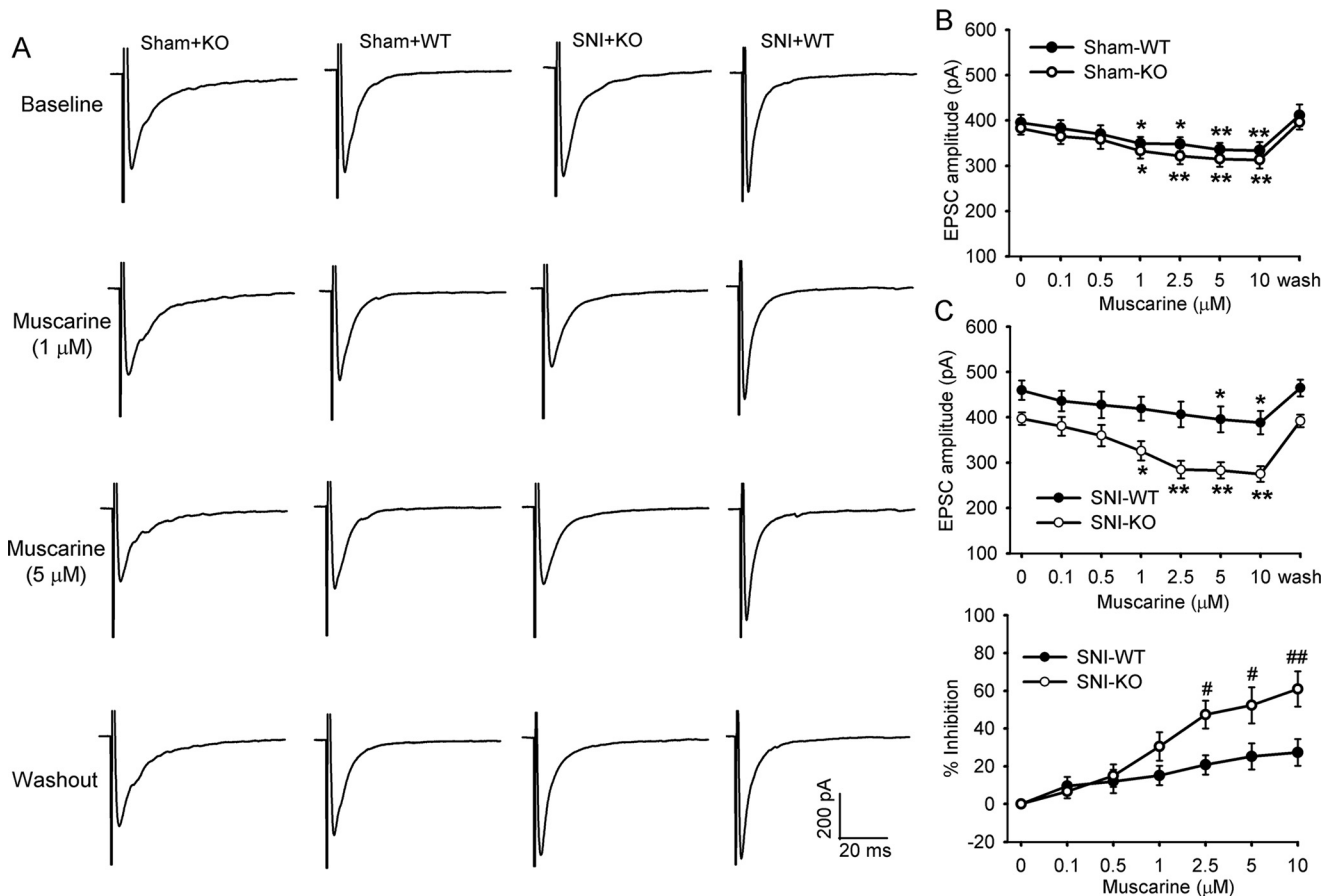 A
Sham+KO
Sham+WT
SNI+KO
SNI+WT
Baseline
Muscarine
(1 μM)
Muscarine
(5 μM)
Washout
200 pA
20 ms
B
600
500
400
300
200
100
EPSC amplitude (pA)
Sham-WT
Sham-KO
* * ** **
* ** ** **
0 0.1 0.5 1 2.5 5 10 wash
Muscarine (μM)
C
600
500
400
300
200
100
EPSC amplitude (pA)
* *
* ** ** **
SNI-WT
SNI-KO
0 0.1 0.5 1 2.5 5 10 wash
Muscarine (μM)
100
80
60
40
20
0
-20
% Inhibition
SNI-WT
SNI-KO
# # ##
0 0.1 0.5 1 2.5 5 10
Muscarine (μM)